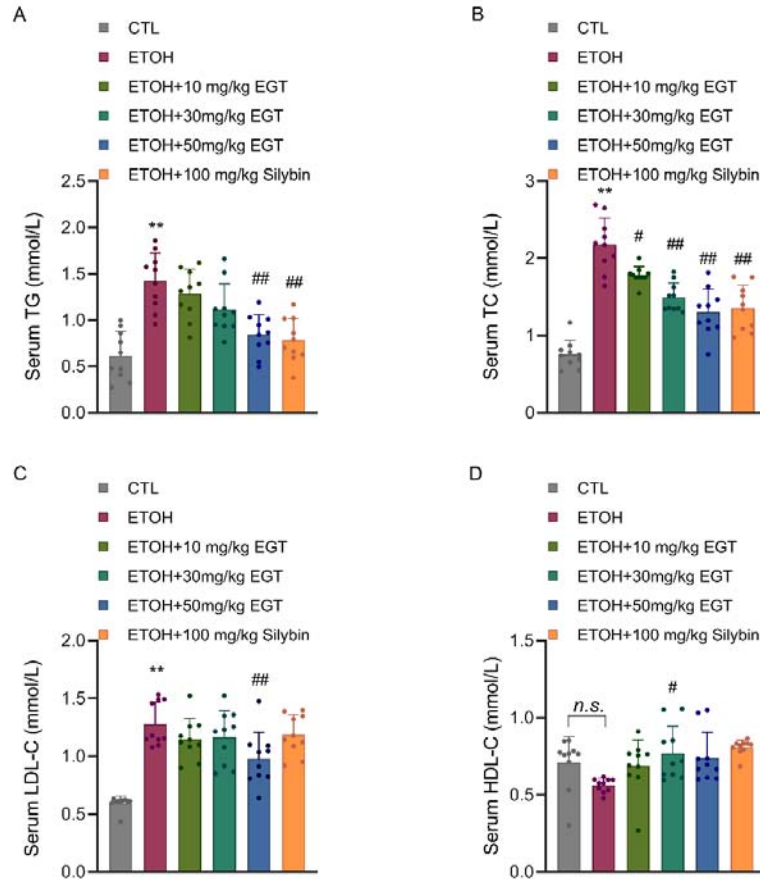 A
CTL
ETOH
ETOH+10 mg/kg EGT
ETOH+30mg/kg EGT
ETOH+50mg/kg EGT
ETOH+100 mg/kg Silybin
Serum TG (mmol/L)
2.5
2.0
1.5
1.0
0.5
0.0
**
##
##
B
CTL
ETOH
ETOH+10 mg/kg EGT
ETOH+30mg/kg EGT
ETOH+50mg/kg EGT
ETOH+100 mg/kg Silybin
Serum TC (mmol/L)
3
2
1
0
**
#
##
##
##
C
CTL
ETOH
ETOH+10 mg/kg EGT
ETOH+30mg/kg EGT
ETOH+50mg/kg EGT
ETOH+100 mg/kg Silybin
Serum LDL-C (mmol/L)
2.0
1.5
1.0
0.5
0.0
**
##
D
CTL
ETOH
ETOH+10 mg/kg EGT
ETOH+30mg/kg EGT
ETOH+50mg/kg EGT
ETOH+100 mg/kg Silybin
Serum HDL-C (mmol/L)
1.5
1.0
0.5
0.0
n.s.
#